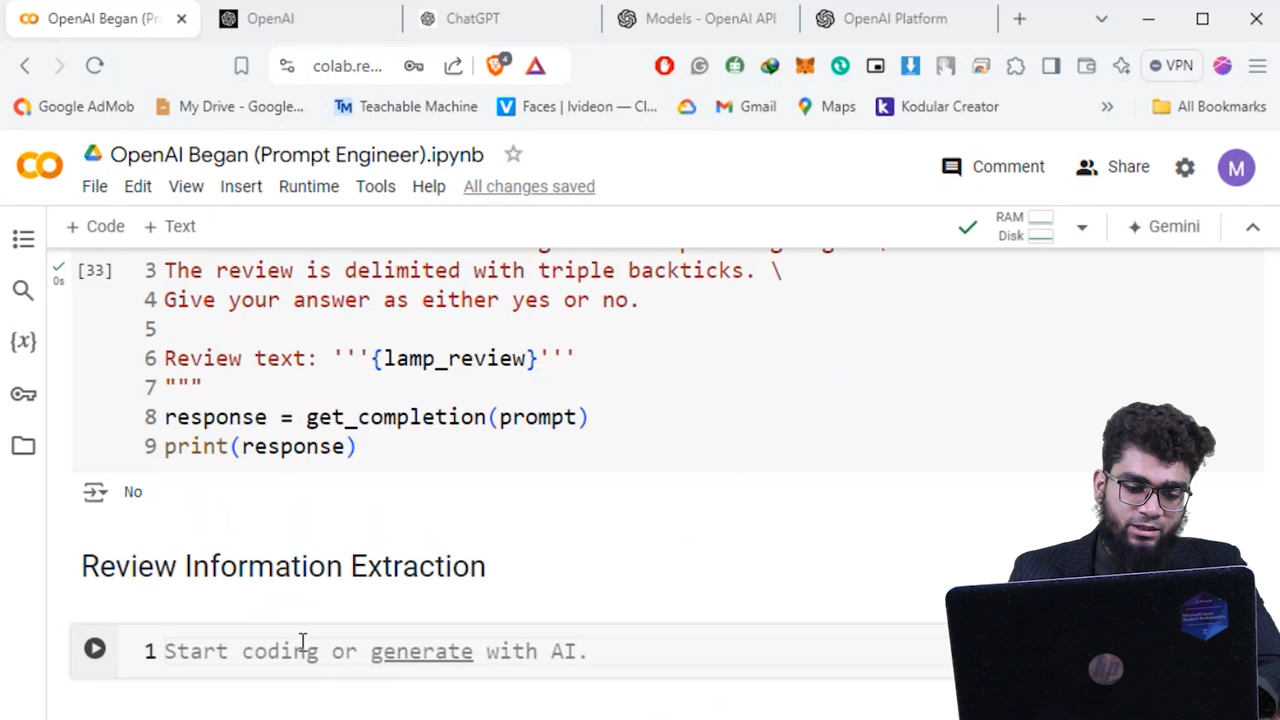 OpenAI Began (Pr
OpenAI
ChatGPT
Models - OpenAI API
OpenAI Platform
colab.re...
4
VPN
Google AdMob
My Drive - Google...
TM Teachable Machine
Faces | Ivideon — Cl...
Gmail
Maps
Kodular Creator
All Bookmarks
OpenAI Began (Prompt Engineer).ipynb
Comment
Share
M
File Edit View Insert Runtime Tools Help All changes saved
+ Code + Text
RAM
Disk
Gemini
[33]
0s
3 The review is delimited with triple backticks. \
4 Give your answer as either yes or no.
5
6 Review text: '''{lamp_review}'''
7 """
8 response = get_completion(prompt)
9 print(response)
No
Review Information Extraction
1 Start coding or generate with AI.
hp